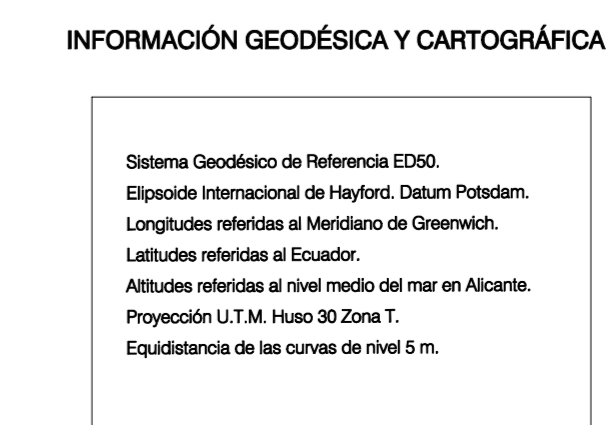 INFORMACIÓN GEODÉSICA Y CARTOGRÁFICA
Sistema Geodésico de Referencia ED50.
Elipsoide Internacional de Hayford. Datum Potsdam.
Longitudes referidas al Meridiano de Greenwich.
Latitudes referidas al Ecuador.
Altitudes referidas al nivel medio del mar en Alicante.
Proyección U.T.M. Huso 30 Zona T.
Equidistancia de las curvas de nivel 5 m.